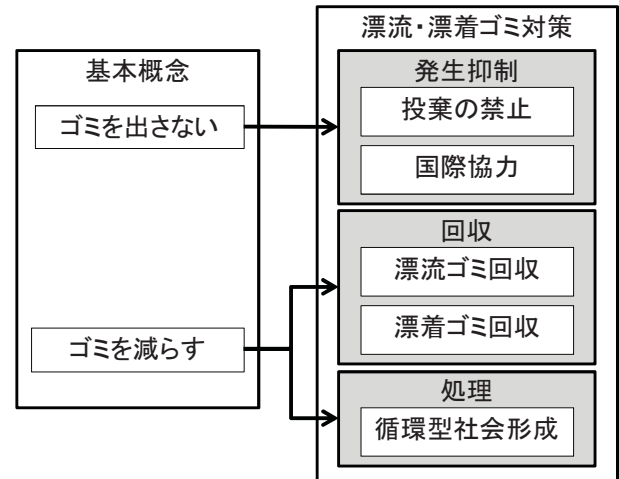 基本概念
ゴミを出さない
ゴミを減らす
漂流・漂着ゴミ対策
発生抑制
投棄の禁止
国際協力
回収
漂流ゴミ回収
漂着ゴミ回収
処理
循環型社会形成